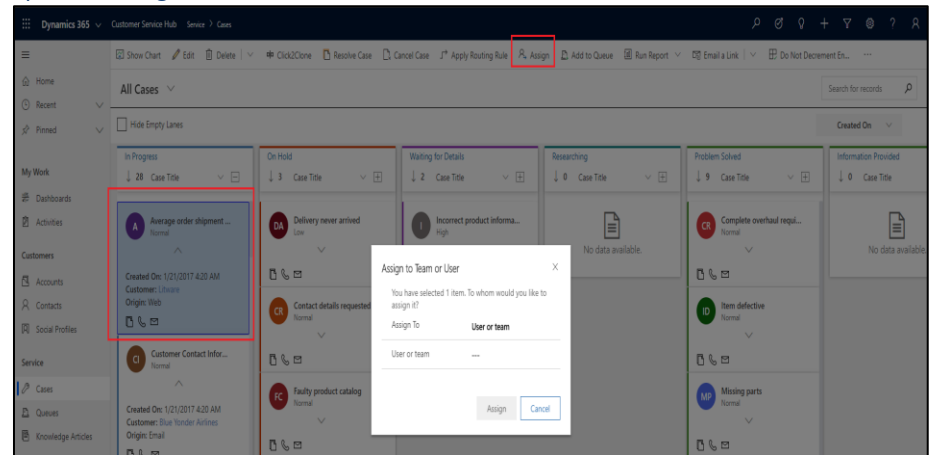 Dynamics 365 Customer Service Hub Service > Cases
Show Chart Edit Delete Click2Clone Resolve Case Cancel Case Apply Routing Rule Assign Add to Queue Run Report Email a Link Do Not Decrement En... ...
Home
Recent
Pinned
My Work
Dashboards
Activities
Customers
Accounts
Contacts
Social Profiles
Service
Cases
Queues
Knowledge Articles
All Cases
Search for records
Hide Empty Lanes
Created On
In Progress
28 Case Title
A Average order shipment ...
Normal
Created On: 1/21/2017 4:20 AM
Customer: Litware
Origin: Web
CI Customer Contact Infor...
Normal
Created On: 1/21/2017 4:20 AM
Customer: Blue Yonder Airlines
Origin: Email
On Hold
3 Case Title
DA Delivery never arrived
Low
CR Contact details requested
Normal
FC Faulty product catalog
Normal
Waiting for Details
2 Case Title
I Incorrect product informa...
High
Researching
0 Case Title
No data available.
Problem Solved
9 Case Title
CR Complete overhaul requi...
Normal
ID Item defective
Normal
MP Missing parts
Normal
Information Provided
0 Case Title
No data available.
Assign to Team or User
You have selected 1 item. To whom would you like to
assign it?
Assign To User or team
User or team ---
Assign Cancel